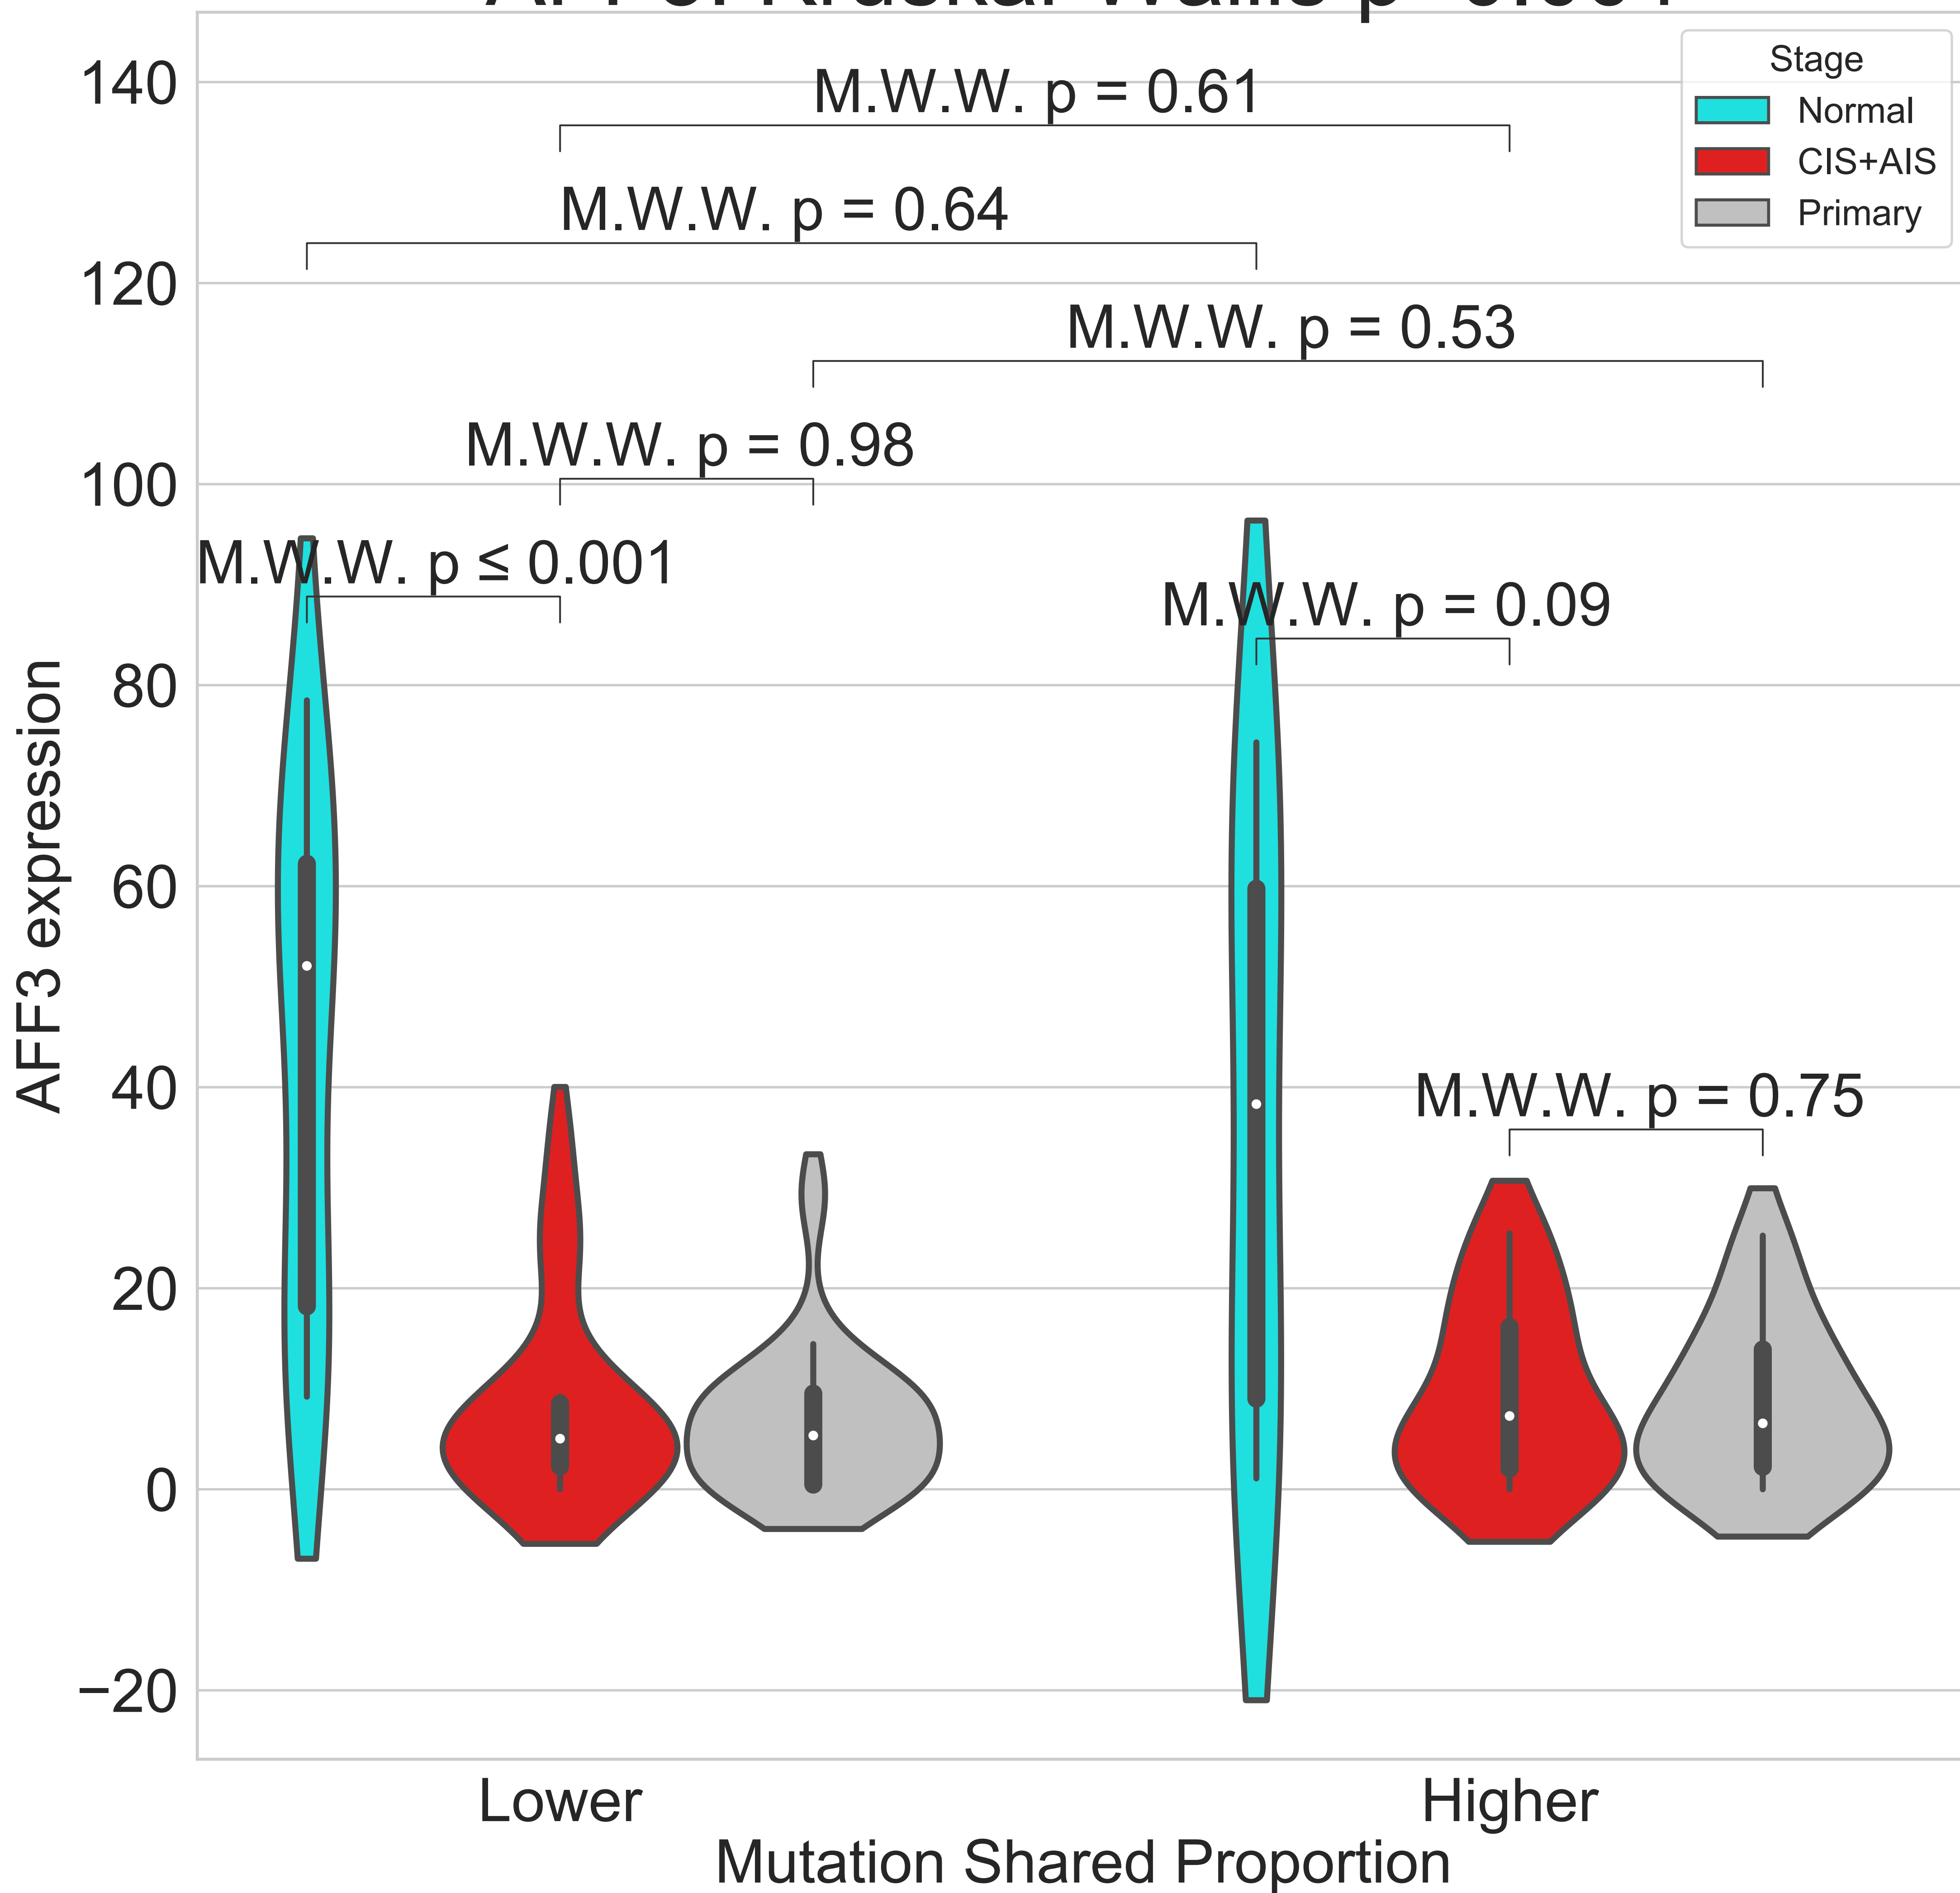 Stage
Normal
CIS+AIS
Primary
M.W.W. p = 0.61
M.W.W. p = 0.64
M.W.W. p = 0.53
M.W.W. p = 0.98
M.W.W. p ≤ 0.001
M.W.W. p = 0.09
M.W.W. p = 0.75
140
120
100
80
60
40
20
0
−20
AFF3 expression
Lower
Higher
Mutation Shared Proportion